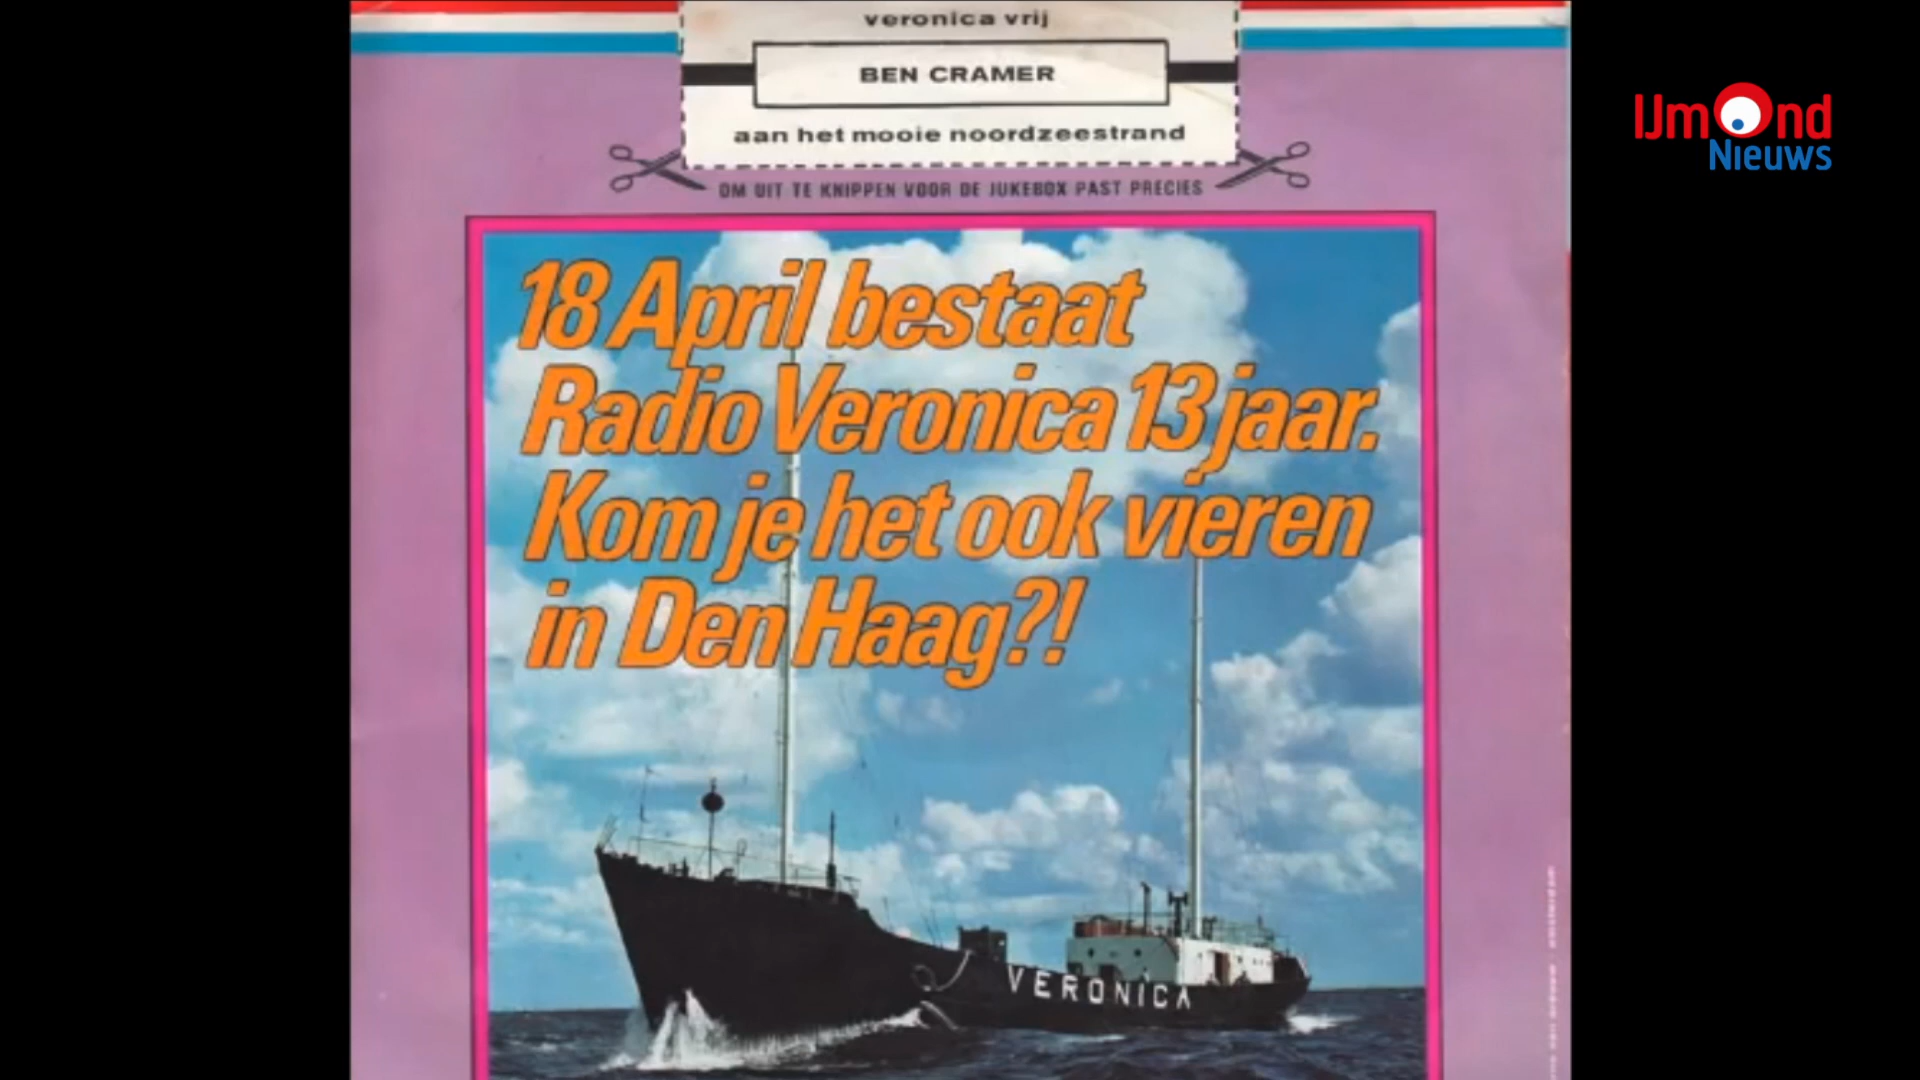 veronica vrij
BEN CRAMER
aan het mooie noordzeestrand
OM UIT TE KNIPPEN VOOR DE JUKEBOX PAST PRECIES
IJmond
Nieuws
18 April bestaat
Radio Veronica 13 jaar.
Kom je het ook vieren
in Den Haag?!
VERONICA